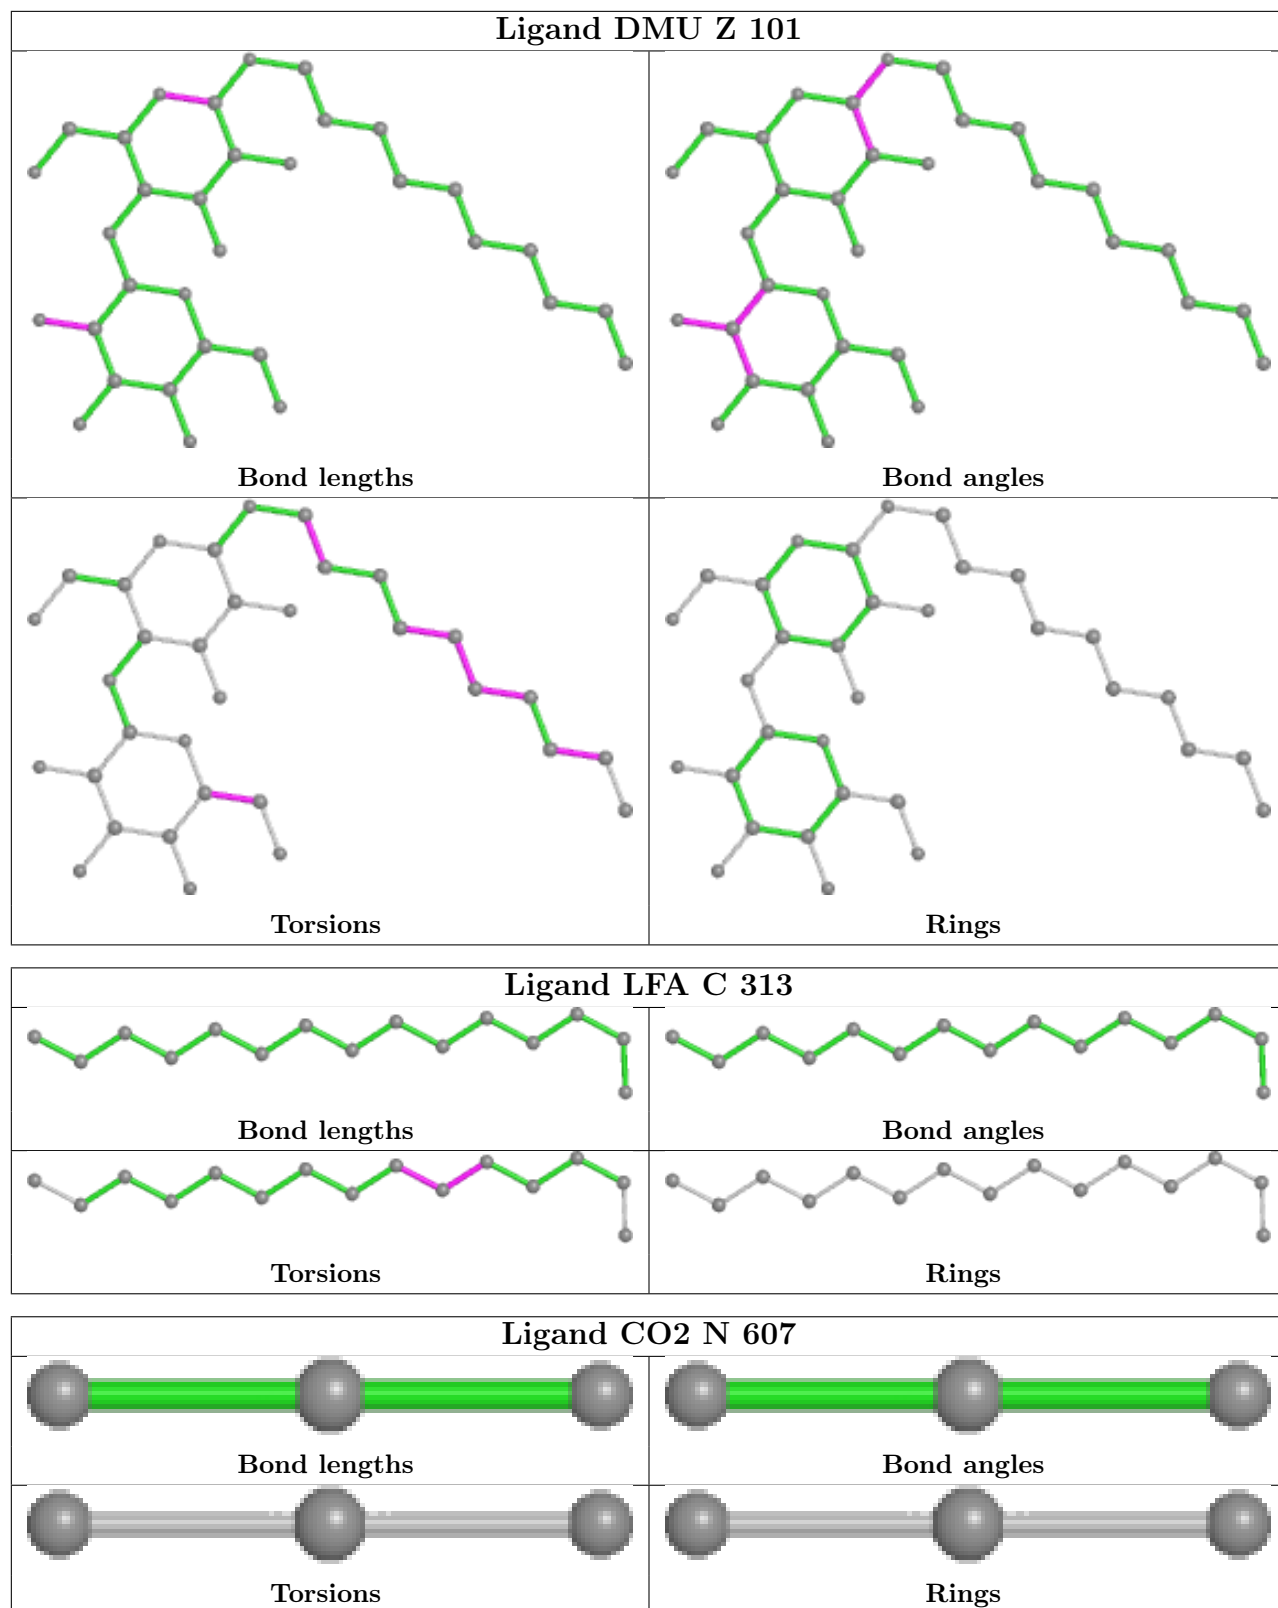 Ligand DMU Z 101
Bond lengths
Bond angles
Torsions
Rings
Ligand LFA C 313
Bond lengths
Bond angles
Torsions
Rings
Ligand CO2 N 607
Bond lengths
Bond angles
Torsions
Rings